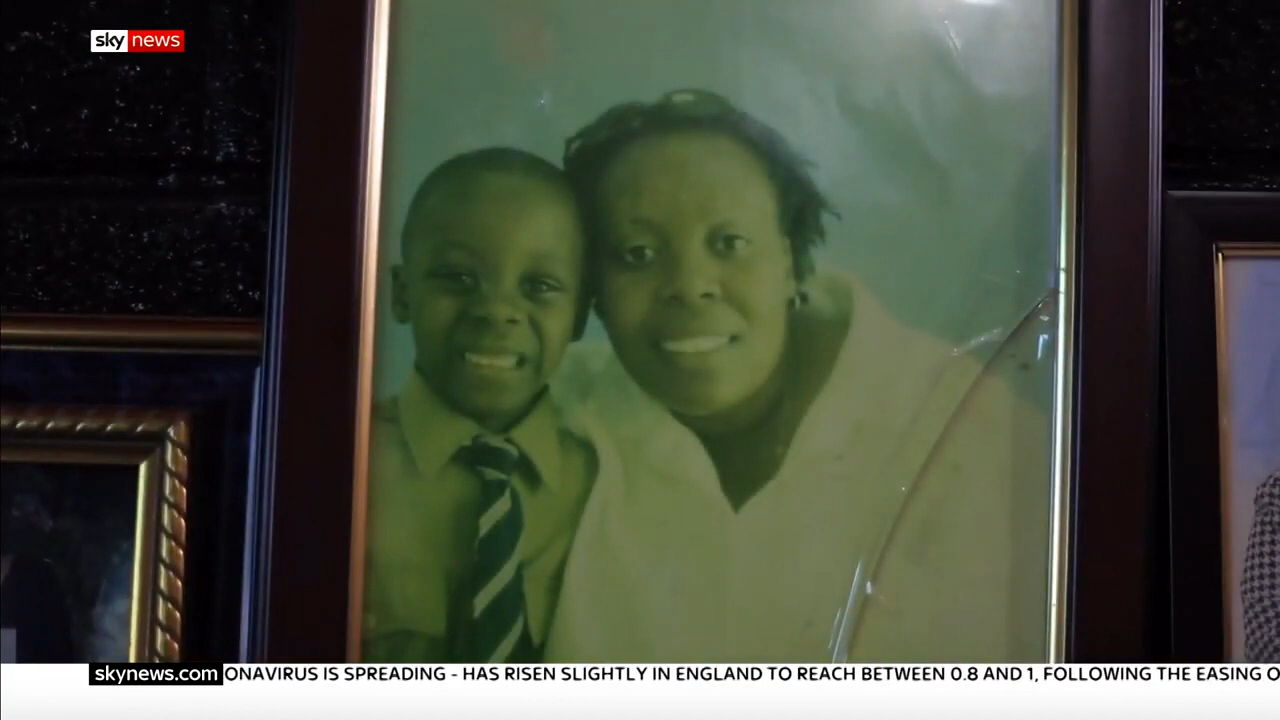 sky news
skynews.com ONAVIRUS IS SPREADING - HAS RISEN SLIGHTLY IN ENGLAND TO REACH BETWEEN 0.8 AND 1, FOLLOWING THE EASING O